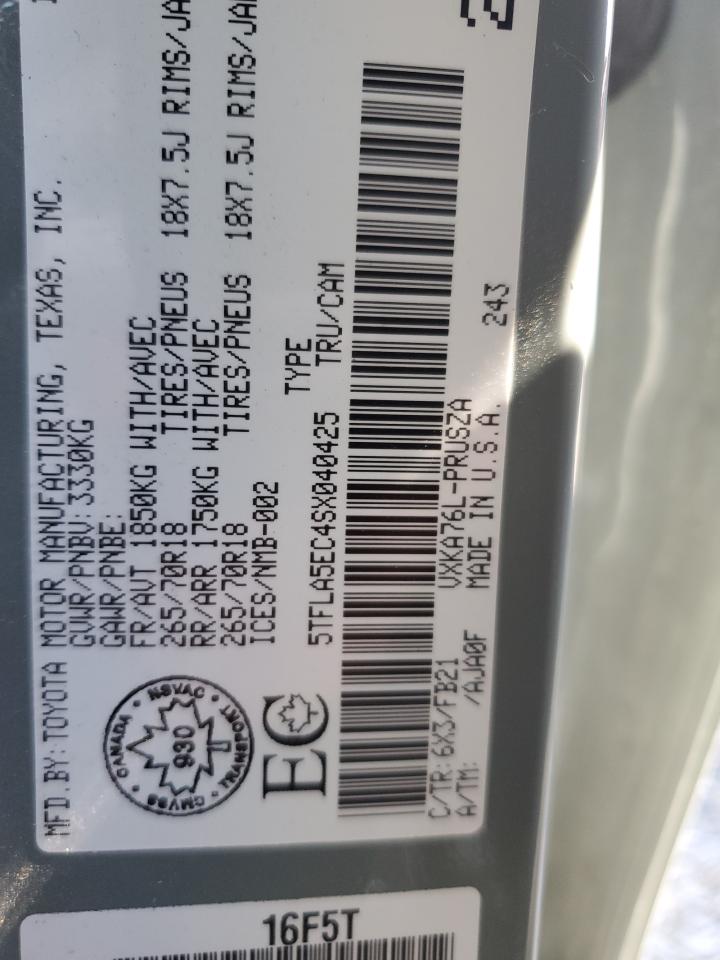 MFD.BY:TOYOTA MOTOR MANUFACTURING, TEXAS, INC.
GVWR/PNBV:3330KG
GAWR/PNBE:
FR/AVT 1850KG WITH/AVEC
265/70R18 TIRES/PNEUS 18X7.5J RIMS/JAN
RR/ARR 1750KG WITH/AVEC
265/70R18 TIRES/PNEUS 18X7.5J RIMS/JAN
ICES/NMB-002
TYPE
5TFLA5EC4SX040425 TRU/CAM
CANADA • NSVAC • TRANSPORT • CMVSS
930
EC
C/TR:6X3/FB21 VXKA76L-PRUSZA
A/TM: /AJA0F MADE IN U.S.A. 243
16F5T